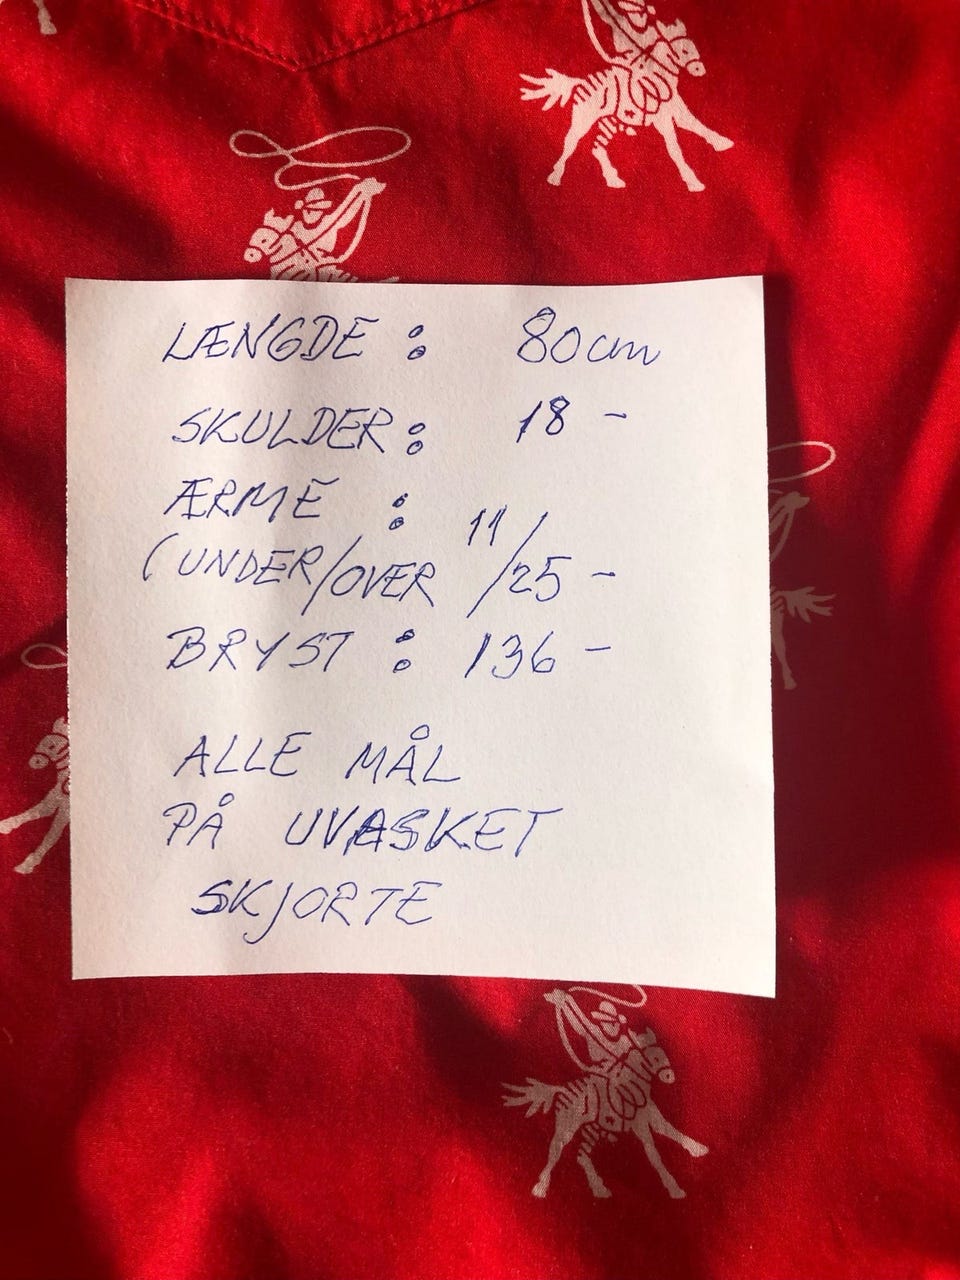 LÆNGDE : 80cm
SKULDER : 18 -
ÆRME : 11/25 -
(UNDER/OVER
BRYST : 136 -
ALLE MÅL
PÅ UVASKET
SKJORTE